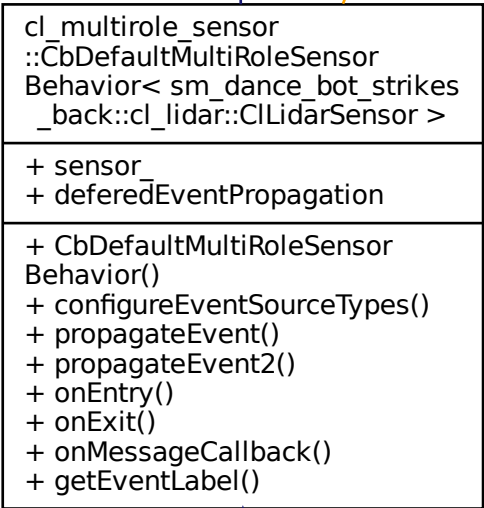 cl_multirole_sensor
::CbDefaultMultiRoleSensor
Behavior< sm_dance_bot_strikes
_back::cl_lidar::ClLidarSensor >
+ sensor_
+ deferedEventPropagation
+ CbDefaultMultiRoleSensor
Behavior()
+ configureEventSourceTypes()
+ propagateEvent()
+ propagateEvent2()
+ onEntry()
+ onExit()
+ onMessageCallback()
+ getEventLabel()